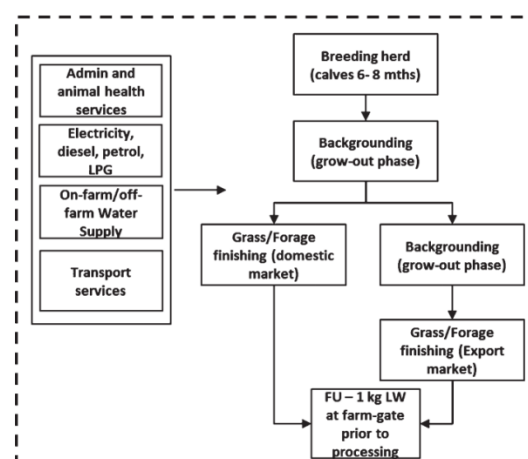 Admin and
animal health
services
Electricity,
diesel, petrol,
LPG
On-farm/off-
farm Water
Supply
Transport
services
Breeding herd
(calves 6- 8 mths)
Backgrounding
(grow-out phase)
Grass/Forage
finishing (domestic
market)
Backgrounding
(grow-out phase)
Grass/Forage
finishing (Export
market)
FU – 1 kg LW
at farm-gate
prior to
processing